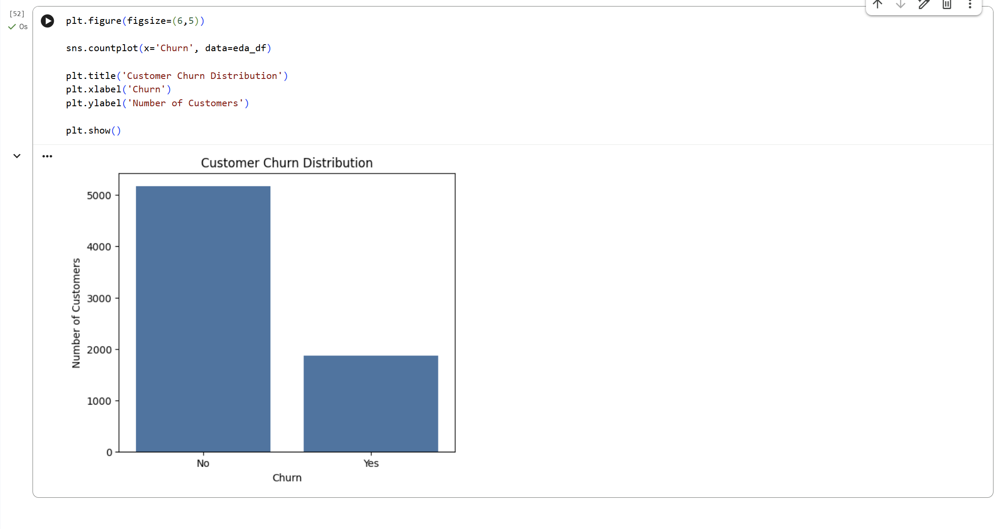 [52]
0s
plt.figure(figsize=(6,5))
sns.countplot(x='Churn', data=eda_df)
plt.title('Customer Churn Distribution')
plt.xlabel('Churn')
plt.ylabel('Number of Customers')
plt.show()
Customer Churn Distribution
5000
4000
3000
2000
1000
0
Number of Customers
No Yes
Churn